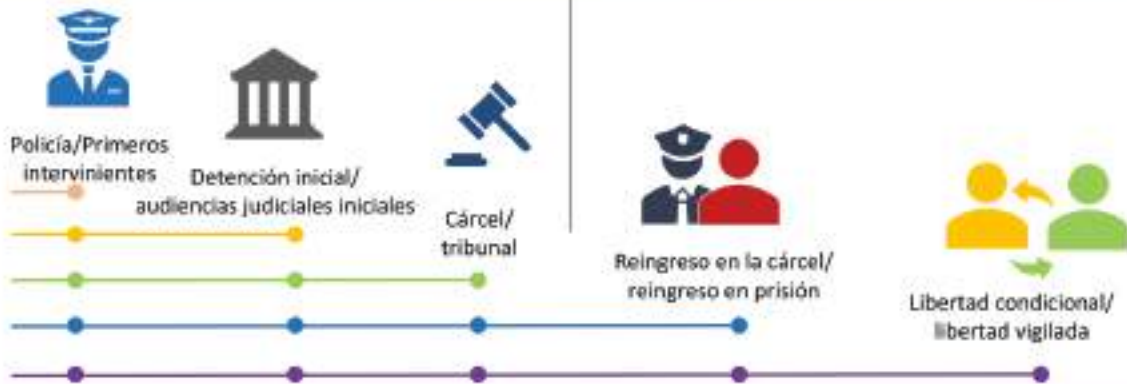 Policía/Primeros
intervinientes
Detención inicial/
audiencias judiciales iniciales
Cárcel/
tribunal
Reingreso en la cárcel/
reingreso en prisión
Libertad condicional/
libertad vigilada